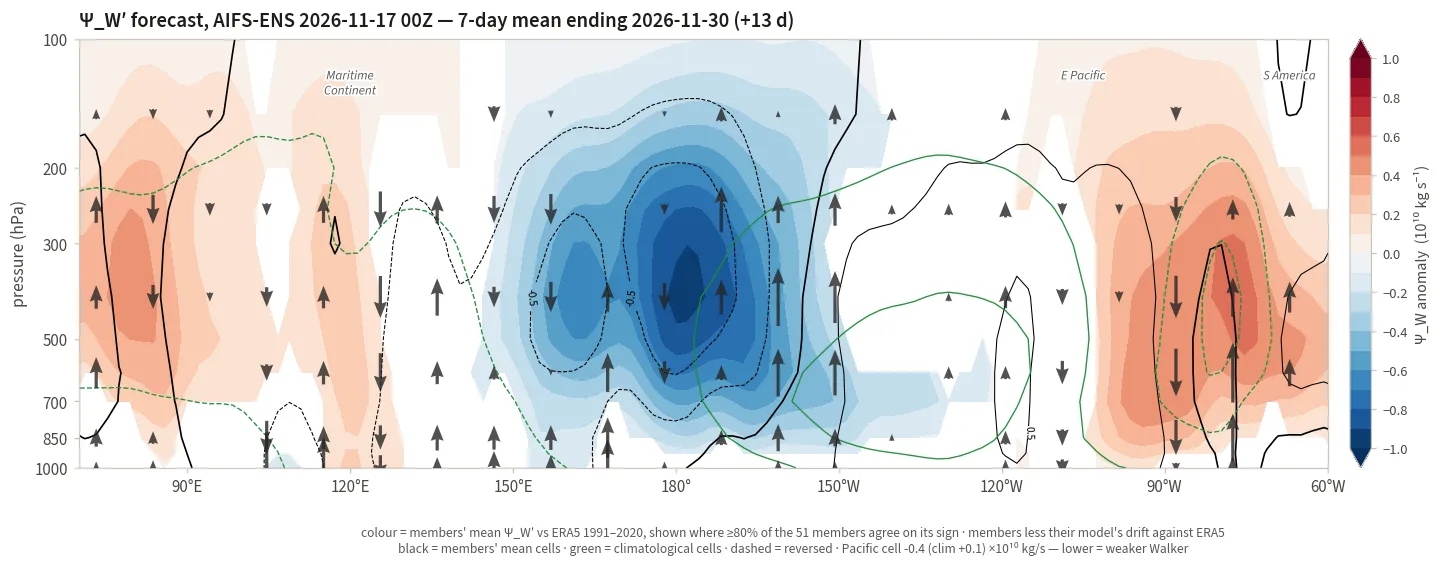 Ψ_W′ forecast, AIFS-ENS 2026-11-17 00Z — 7-day mean ending 2026-11-30 (+13 d)
100
200
300
400
500
700
850
1000
pressure (hPa)
Maritime
Continent
E Pacific
S America
0.5
0.5
0.5
90°E
120°E
150°E
180°
150°W
120°W
90°W
60°W
1.0
0.8
0.6
0.4
0.2
0.0
−0.2
−0.4
−0.6
−0.8
−1.0
Ψ_W anomaly (10¹⁰ kg s⁻¹)
colour = members' mean Ψ_W′ vs ERA5 1991–2020, shown where ≥80% of the 51 members agree on its sign · members less their model's drift against ERA5
black = members' mean cells · green = climatological cells · dashed = reversed · Pacific cell -0.4 (clim +0.1) ×10¹⁰ kg/s — lower = weaker Walker